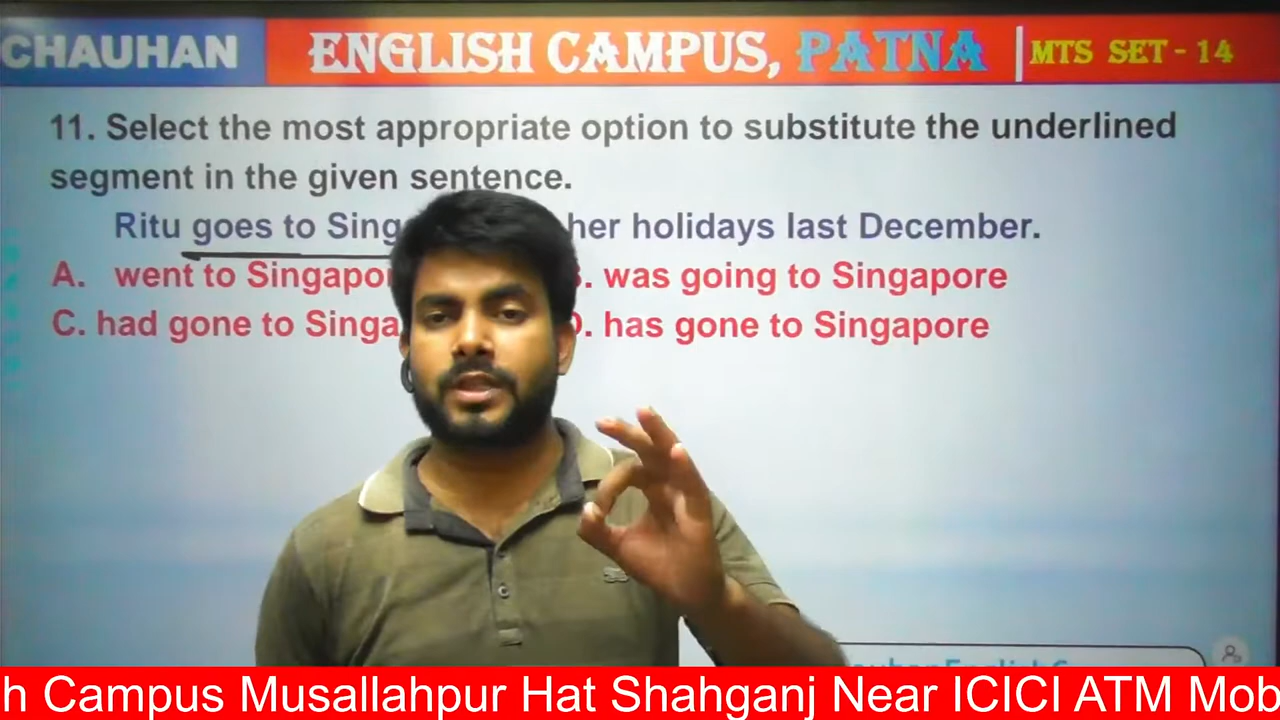 CHAUHAN ENGLISH CAMPUS, PATNA MTS SET - 14
11. Select the most appropriate option to substitute the underlined
segment in the given sentence.
Ritu goes to Sing her holidays last December.
A. went to Singapor . was going to Singapore
C. had gone to Singa . has gone to Singapore
h Campus Musallahpur Hat Shahganj Near ICICI ATM Mob